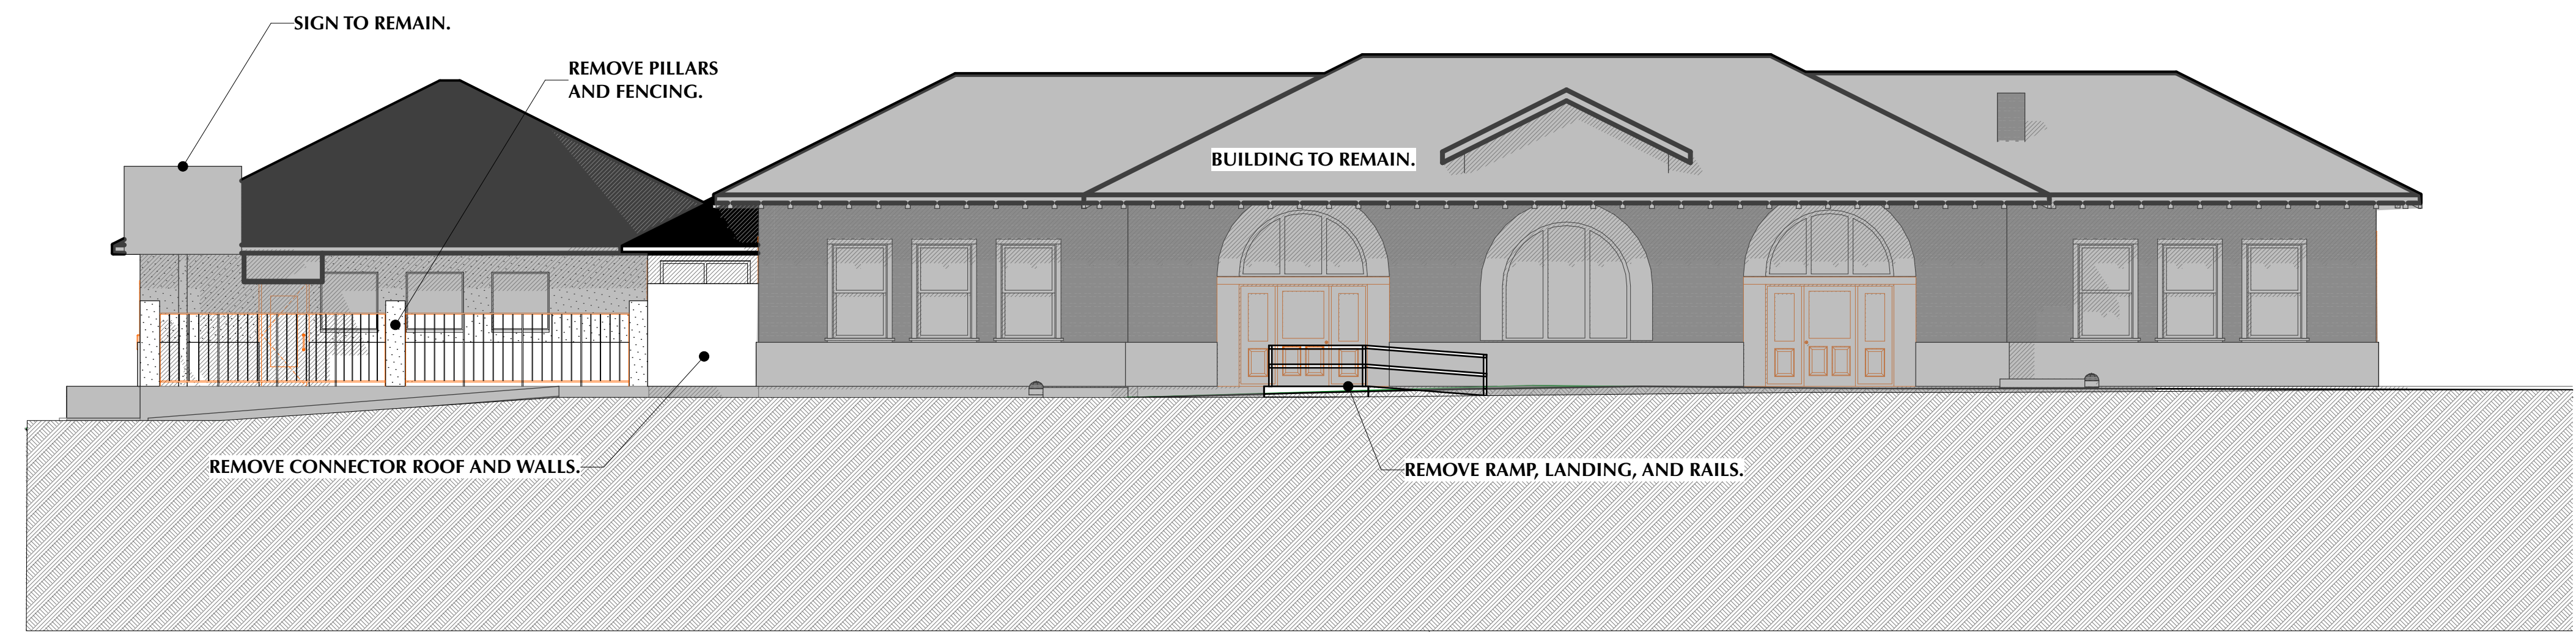 SIGN TO REMAIN.
REMOVE PILLARS
AND FENCING.
BUILDING TO REMAIN.
REMOVE CONNECTOR ROOF AND WALLS.
REMOVE RAMP, LANDING, AND RAILS.